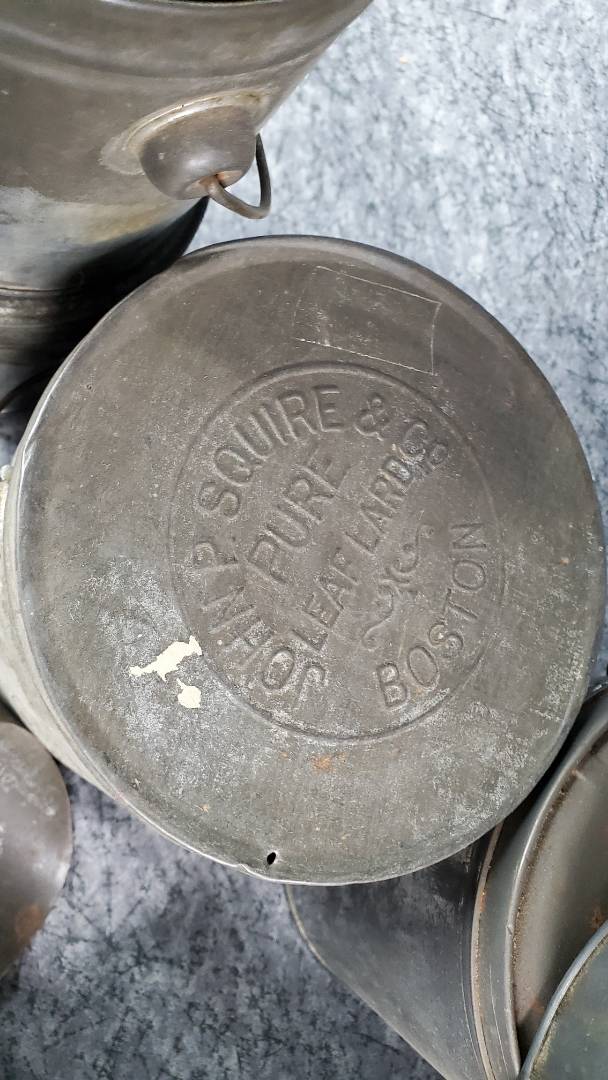 JOHN P. SQUIRE & CO
PURE
LEAF LARD
BOSTON